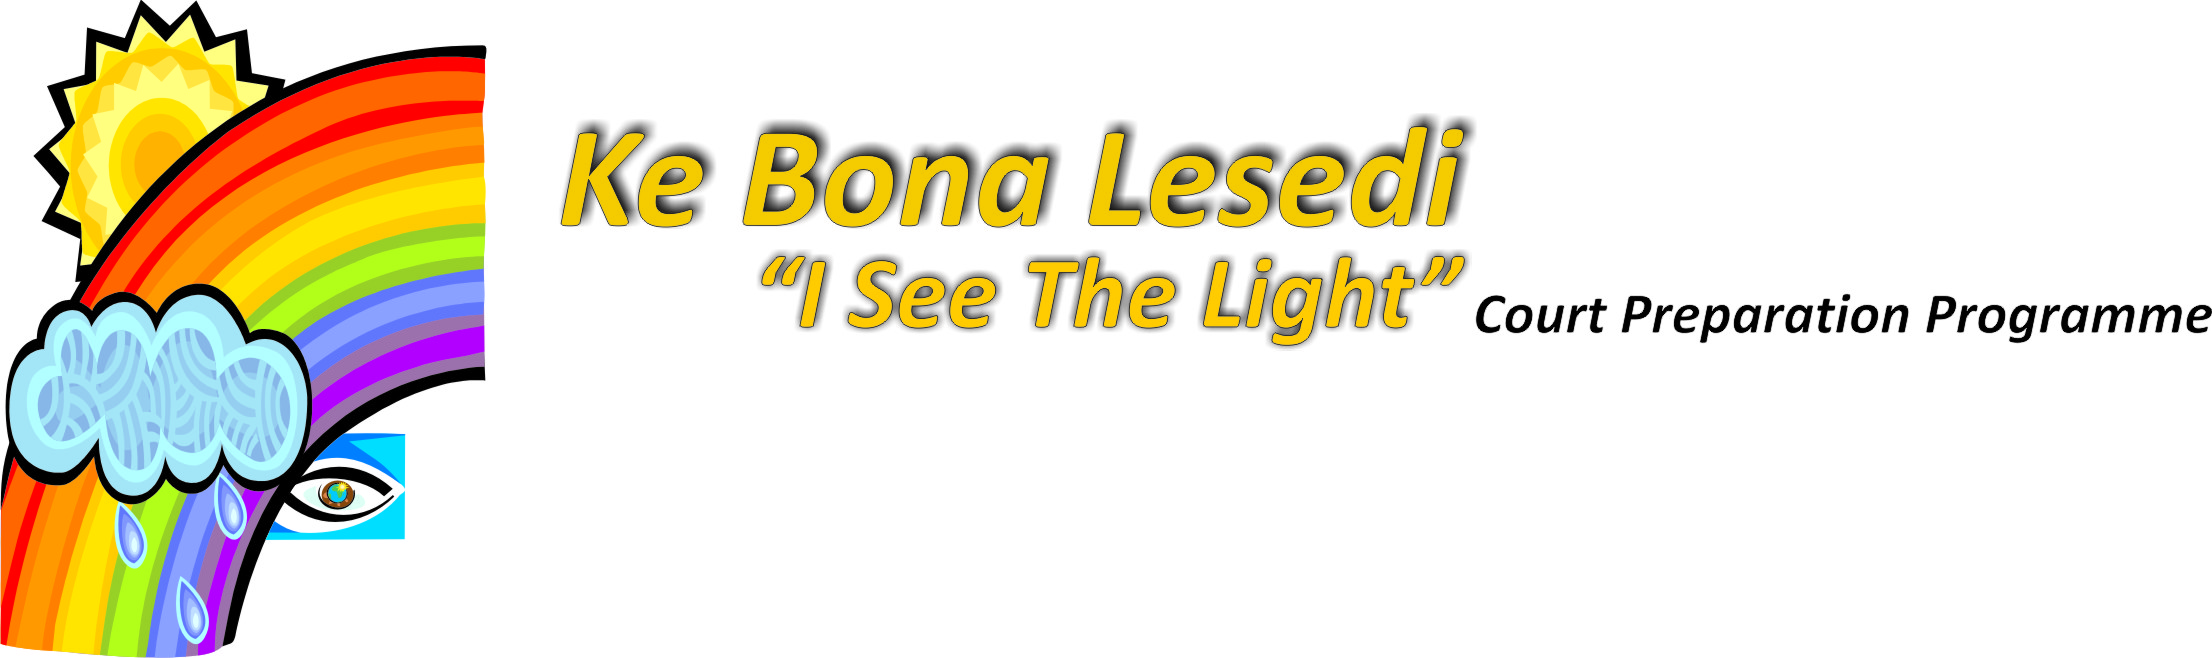 Ke Bona Lesedi
“I See The Light” Court Preparation Programme